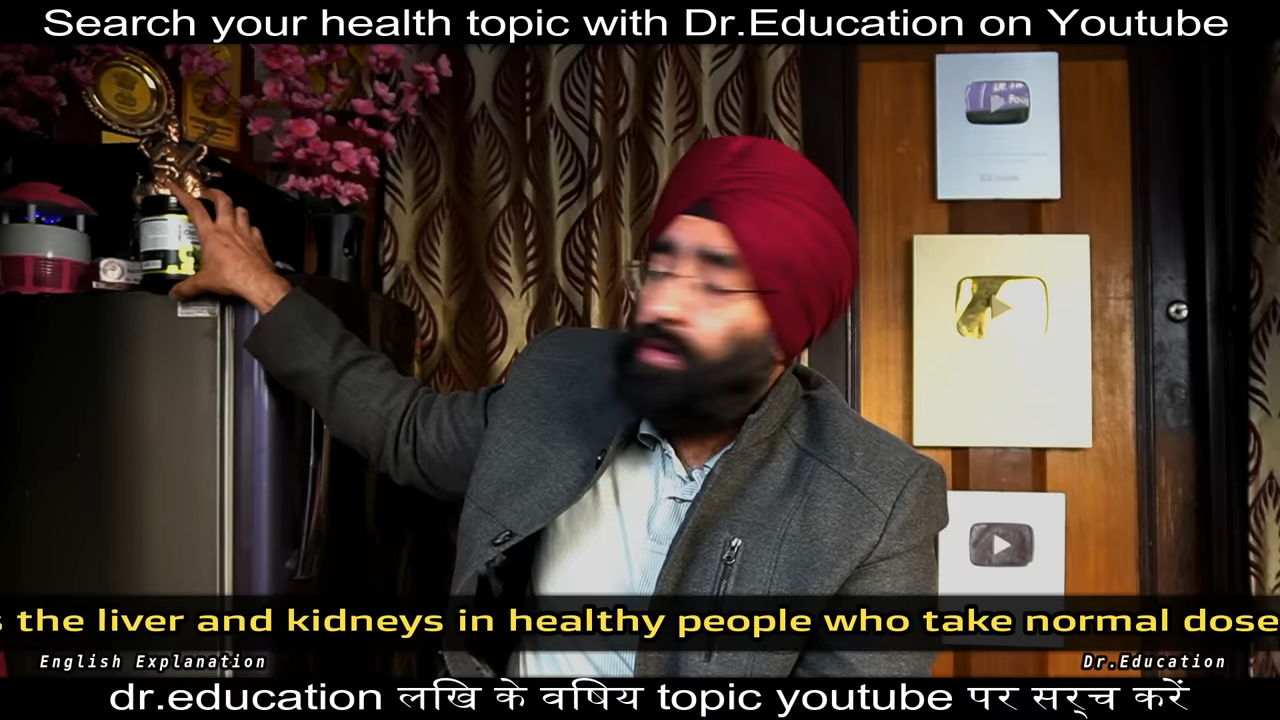 Search your health topic with Dr.Education on Youtube
the liver and kidneys in healthy people who take normal dose
English Explanation
Dr.Education
dr.education लखि के वषिय topic youtube पर सर्च करें